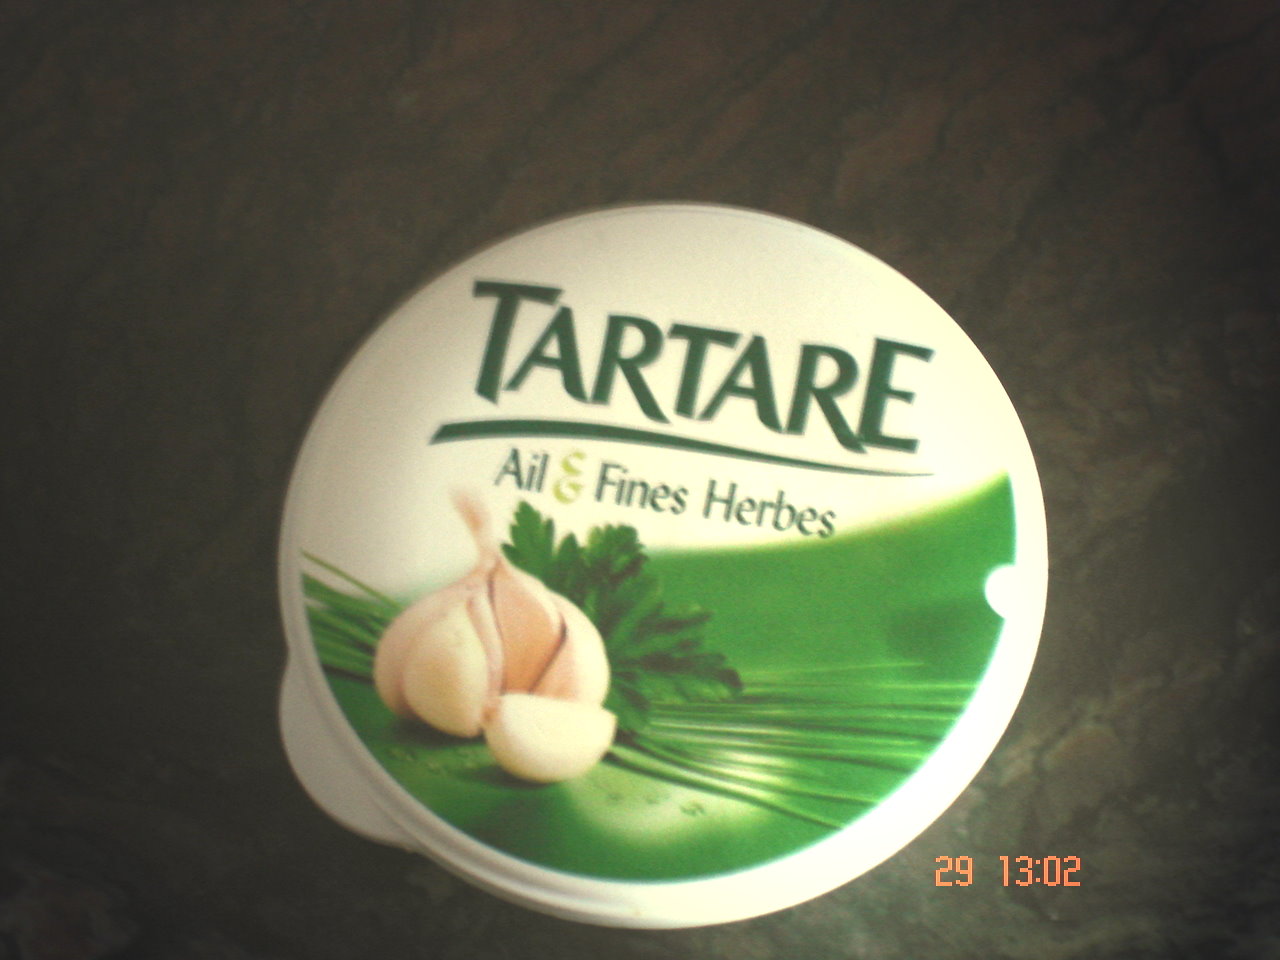 TARTARE
Ail & Fines Herbes
29 13:02